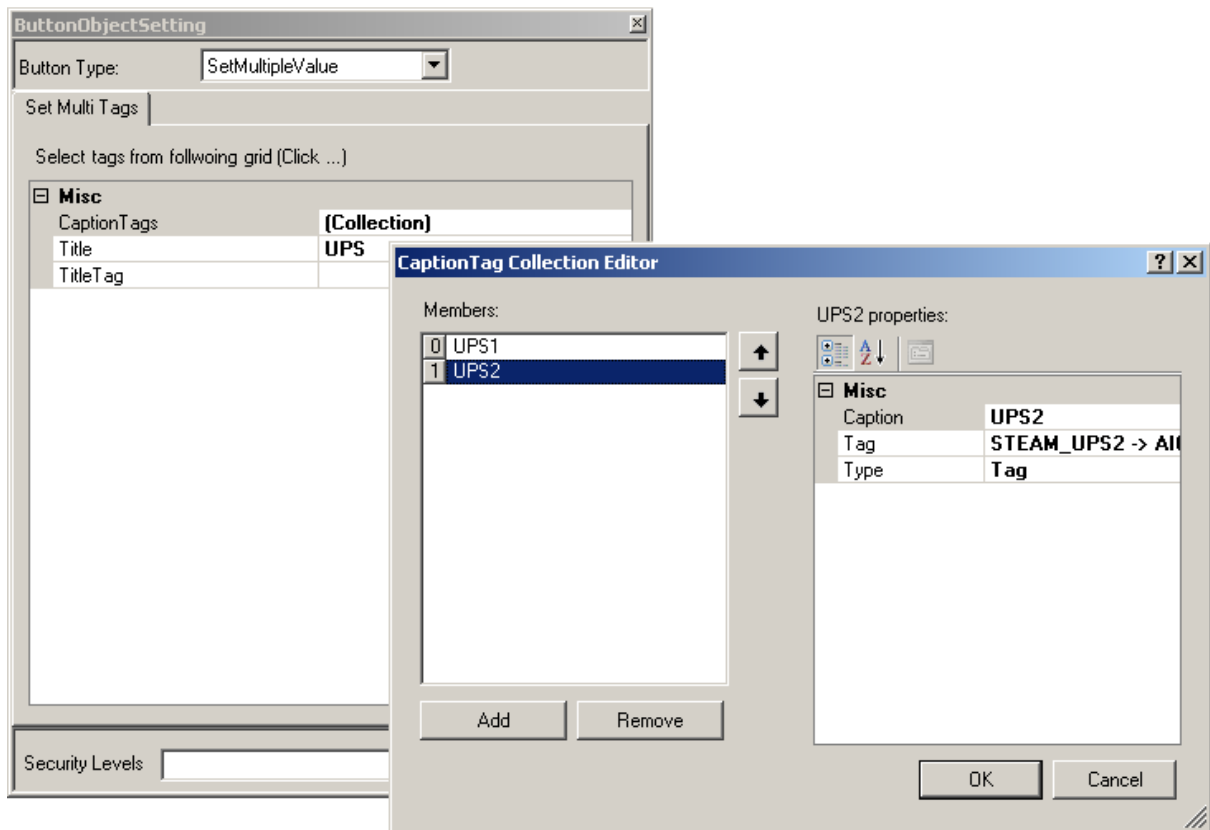 ButtonObjectSetting
Button Type: SetMultipleValue
Set Multi Tags
Select tags from follwoing grid (Click ...)
Misc
CaptionTags (Collection)
Title UPS
TitleTag
Security Levels
CaptionTag Collection Editor
Members:
0 UPS1
1 UPS2
Add Remove
UPS2 properties:
Misc
Caption UPS2
Tag STEAM_UPS2 -> AI
Type Tag
OK Cancel